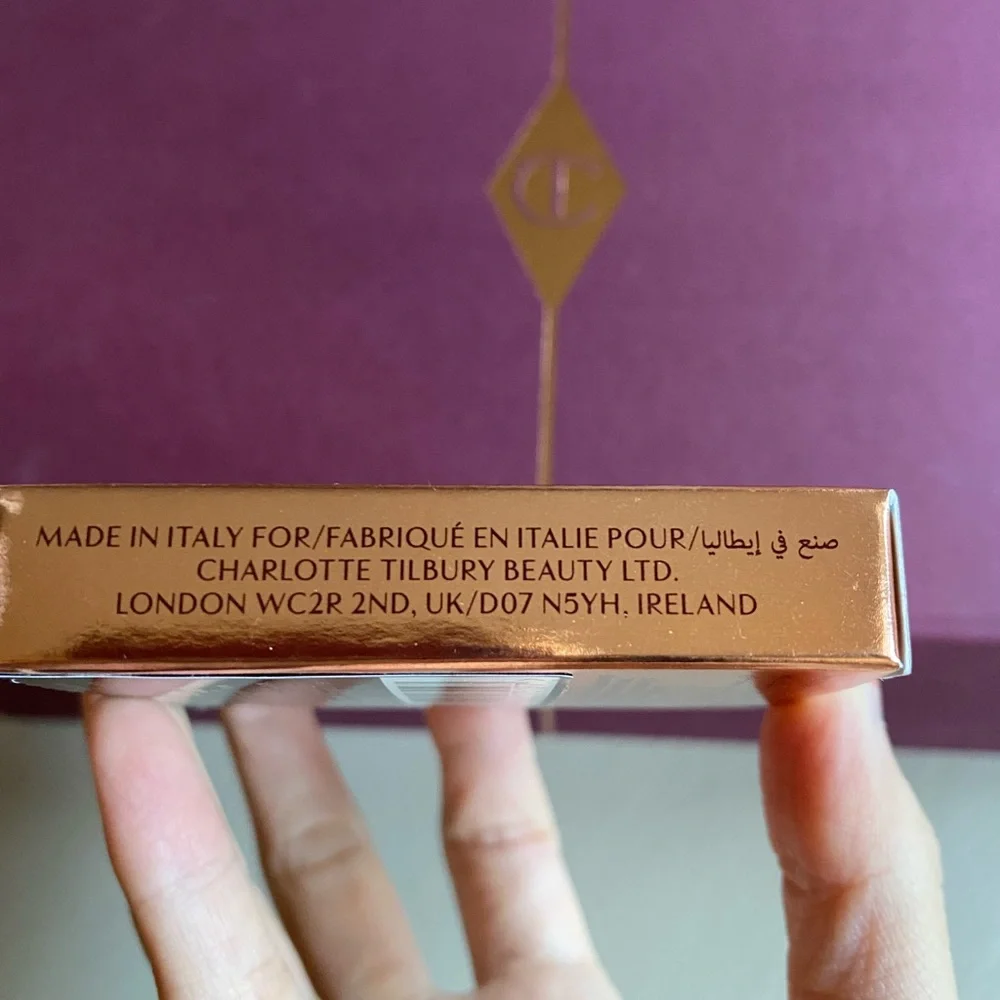 MADE IN ITALY FOR/FABRIQUÉ EN ITALIE POUR/صنع في إيطاليا
CHARLOTTE TILBURY BEAUTY LTD.
LONDON WC2R 2ND, UK/D07 N5YH, IRELAND